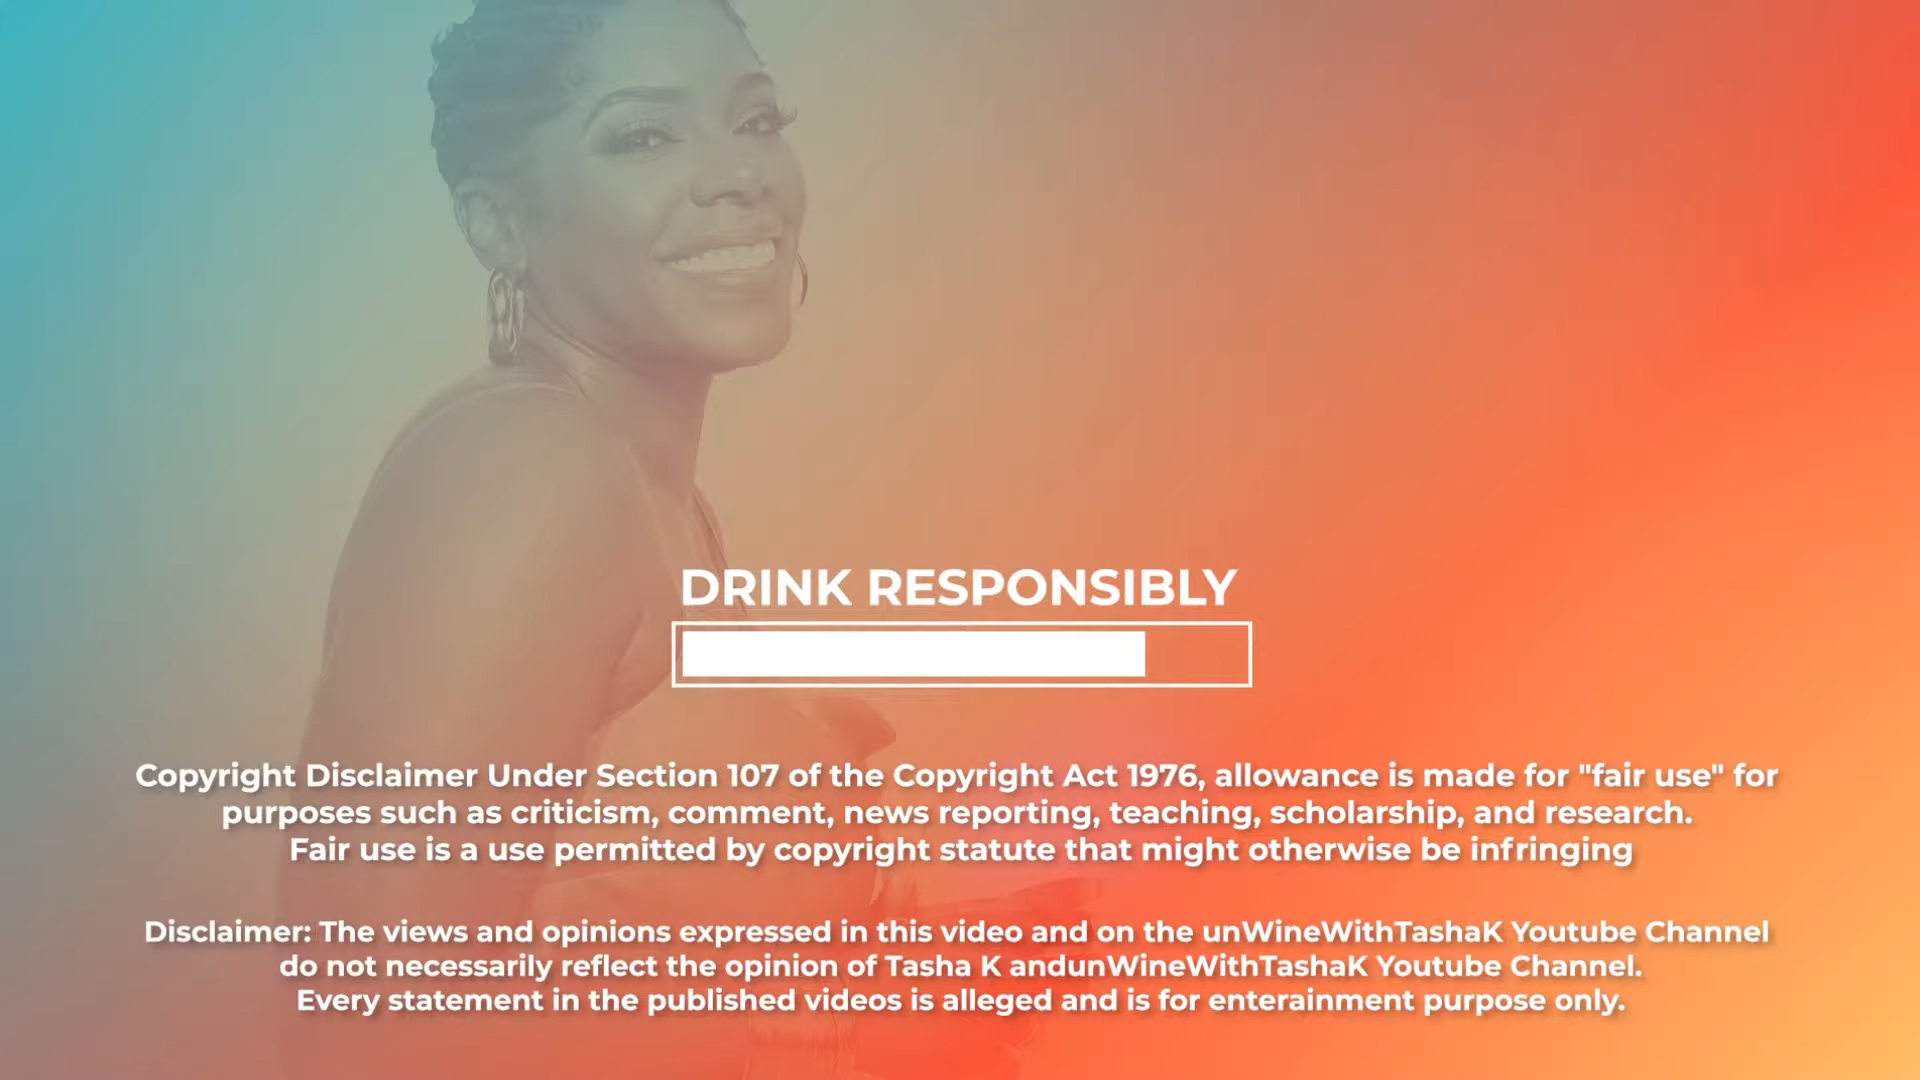 DRINK RESPONSIBLY
Copyright Disclaimer Under Section 107 of the Copyright Act 1976, allowance is made for "fair use" for
purposes such as criticism, comment, news reporting, teaching, scholarship, and research.
Fair use is a use permitted by copyright statute that might otherwise be infringing
Disclaimer: The views and opinions expressed in this video and on the unWineWithTashaK Youtube Channel
do not necessarily reflect the opinion of Tasha K andunWineWithTashaK Youtube Channel.
Every statement in the published videos is alleged and is for enterainment purpose only.